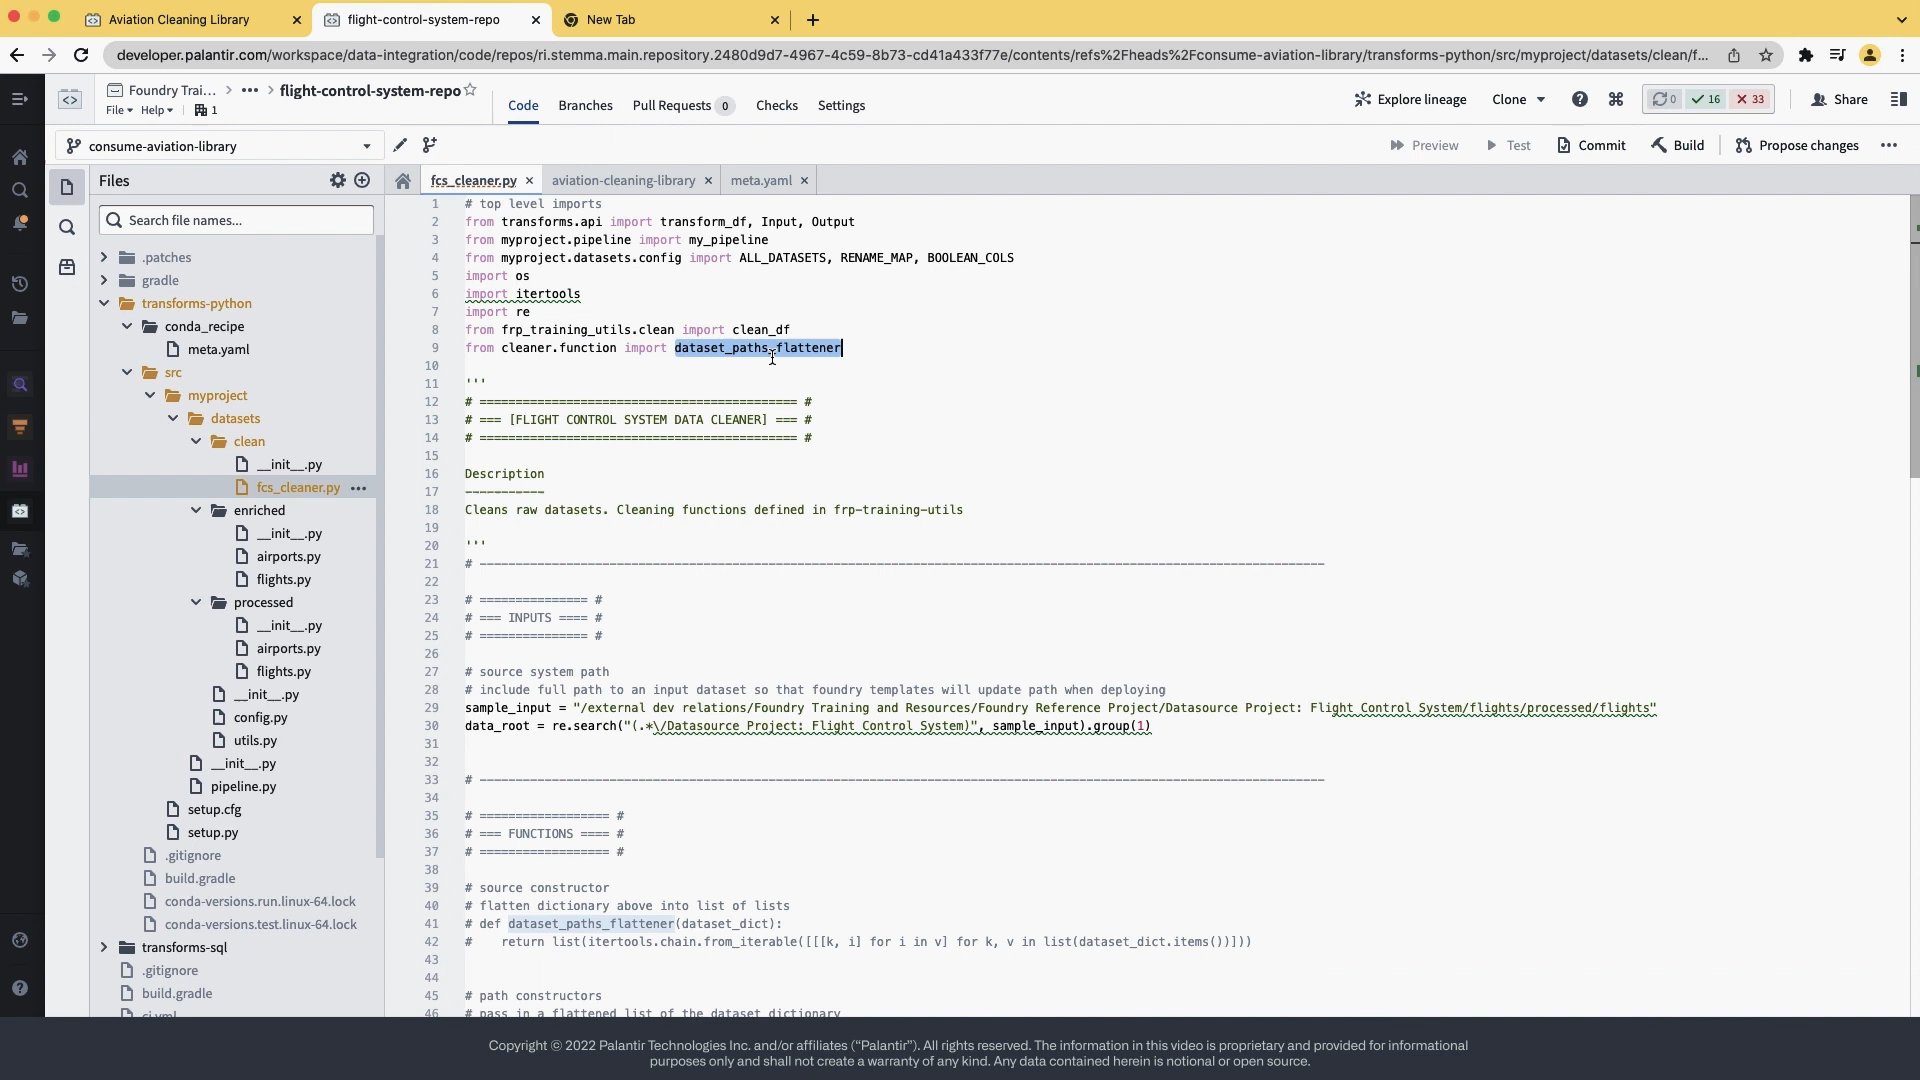 Aviation Cleaning Library
flight-control-system-repo
New Tab
developer.palantir.com/workspace/data-integration/code/repos/ri.stemma.main.repository.2480d9d7-4967-4c59-8b73-cd41a433f77e/contents/refs%2Fheads%2Fconsume-aviation-library/transforms-python/src/myproject/datasets/clean/f...
Foundry Trai... > ••• > flight-control-system-repo
File Help 1
Code
Branches
Pull Requests 0
Checks
Settings
Explore lineage
Clone
0 16 33
Share
consume-aviation-library
Preview
Test
Commit
Build
Propose changes
Files
Search file names...
.patches
gradle
transforms-python
conda_recipe
meta.yaml
src
myproject
datasets
clean
__init__.py
fcs_cleaner.py
enriched
__init__.py
airports.py
flights.py
processed
__init__.py
airports.py
flights.py
__init__.py
config.py
utils.py
__init__.py
pipeline.py
setup.cfg
setup.py
.gitignore
build.gradle
conda-versions.run.linux-64.lock
conda-versions.test.linux-64.lock
transforms-sql
.gitignore
build.gradle
ci.yml
fcs_cleaner.py
aviation-cleaning-library
meta.yaml
1 # top level imports
2 from transforms.api import transform_df, Input, Output
3 from myproject.pipeline import my_pipeline
4 from myproject.datasets.config import ALL_DATASETS, RENAME_MAP, BOOLEAN_COLS
5 import os
6 import itertools
7 import re
8 from frp_training_utils.clean import clean_df
9 from cleaner.function import dataset_paths_flattener
10
11 '''
12 # ============================================ #
13 # === [FLIGHT CONTROL SYSTEM DATA CLEANER] === #
14 # ============================================ #
15
16 Description
17 -----------
18 Cleans raw datasets. Cleaning functions defined in frp-training-utils
19
20 '''
21 # ---------------------------------------------------------------------------------------------------------------------
22
23 # =============== #
24 # === INPUTS ==== #
25 # =============== #
26
27 # source system path
28 # include full path to an input dataset so that foundry templates will update path when deploying
29 sample_input = "/external dev relations/Foundry Training and Resources/Foundry Reference Project/Datasource Project: Flight Control System/flights/processed/flights"
30 data_root = re.search("(.*\/Datasource Project: Flight Control System)", sample_input).group(1)
31
32
33 # ---------------------------------------------------------------------------------------------------------------------
34
35 # ================== #
36 # === FUNCTIONS ==== #
37 # ================== #
38
39 # source constructor
40 # flatten dictionary above into list of lists
41 # def dataset_paths_flattener(dataset_dict):
42 #    return list(itertools.chain.from_iterable([[[k, i] for i in v] for k, v in list(dataset_dict.items())]))
43
44
45 # path constructors
46 # pass in a flattened list of the dataset dictionary
Copyright © 2022 Palantir Technologies Inc. and/or affiliates (“Palantir”). All rights reserved. The information in this video is proprietary and provided for informational
purposes only and shall not create a warranty of any kind. Any data contained herein is notional or open source.